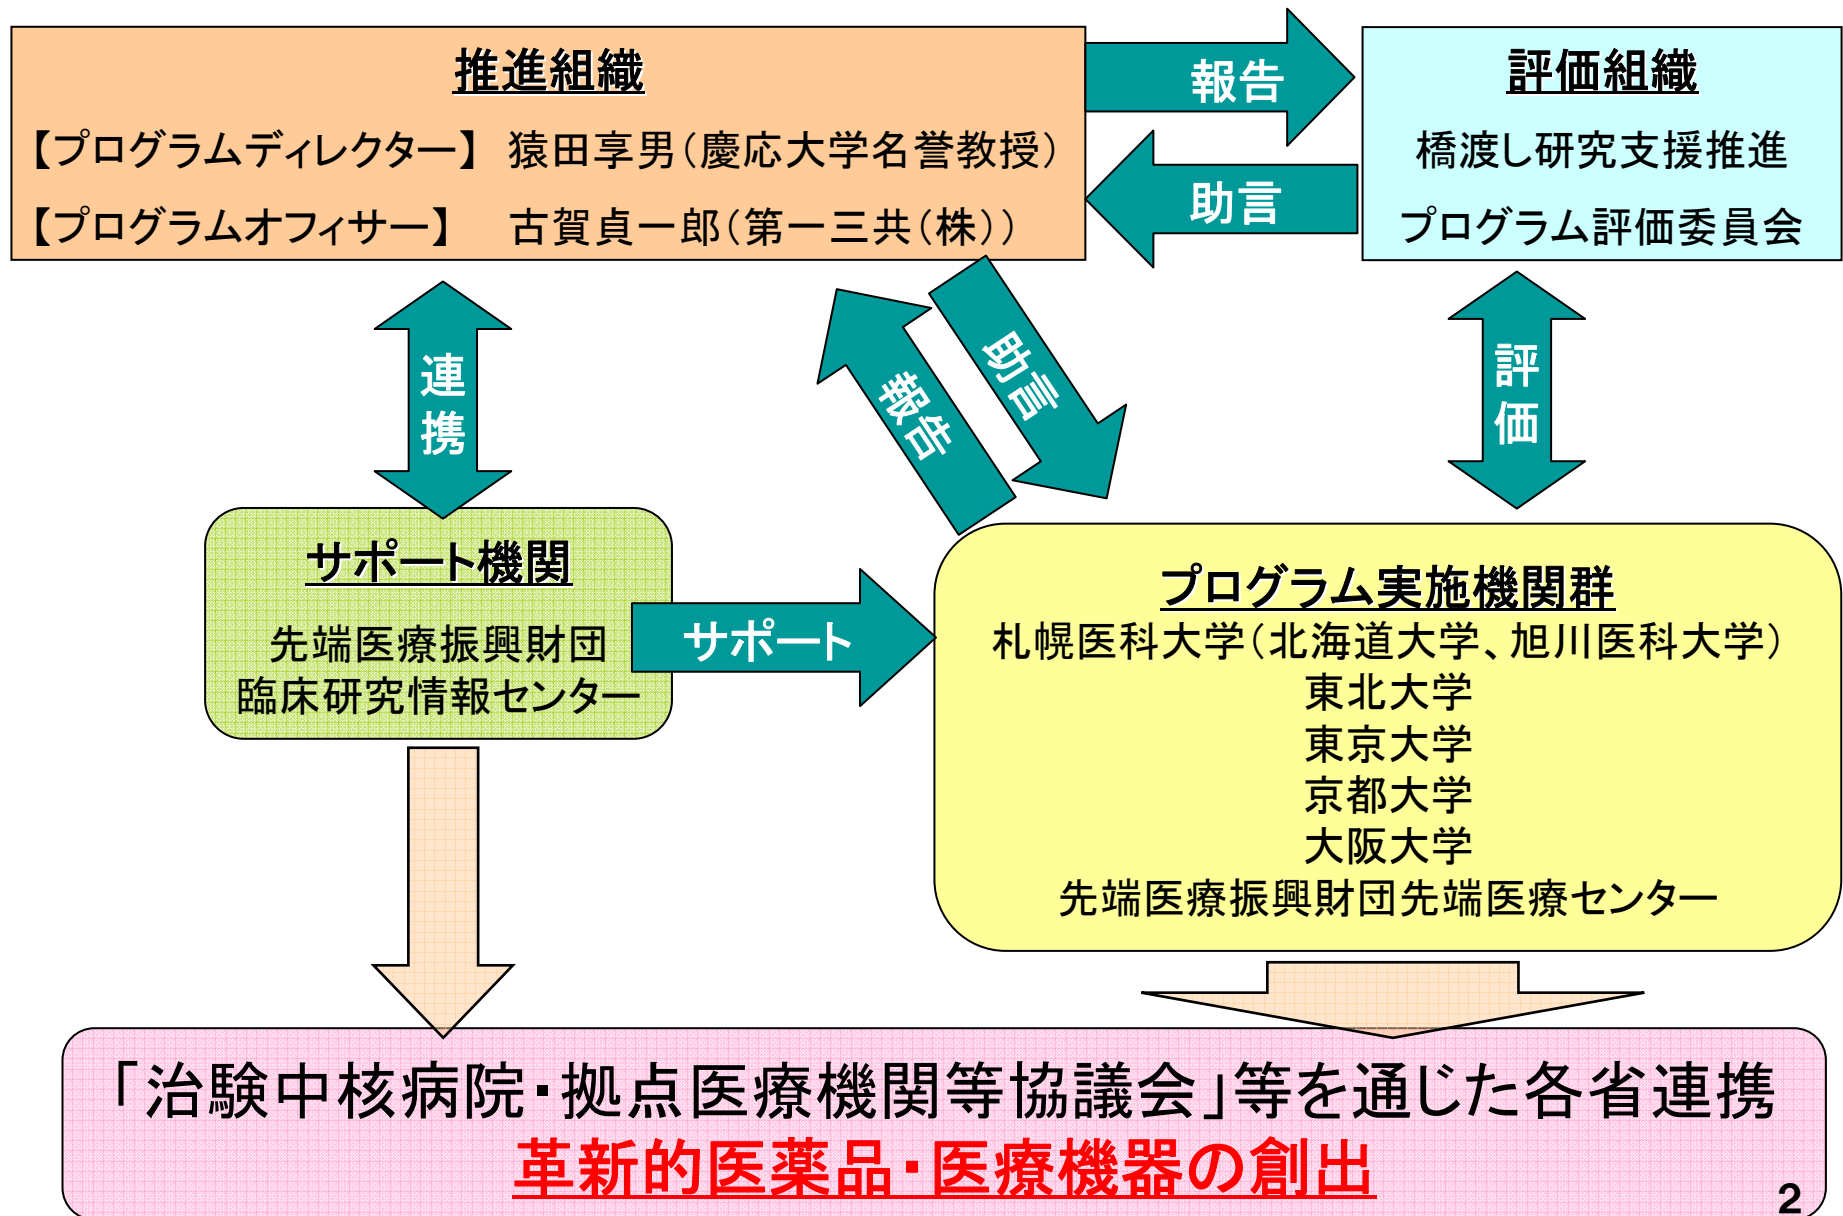 推進組織
【プログラムディレクター】 猿田享男(慶応大学名誉教授)
【プログラムオフィサー】 古賀貞一郎(第一三共(株))
報告
助言
評価組織
橋渡し研究支援推進
プログラム評価委員会
連携
報告
助言
評価
サポート機関
先端医療振興財団
臨床研究情報センター
サポート
プログラム実施機関群
札幌医科大学(北海道大学、旭川医科大学)
東北大学
東京大学
京都大学
大阪大学
先端医療振興財団先端医療センター
「治験中核病院・拠点医療機関等協議会」等を通じた各省連携
革新的医薬品・医療機器の創出
2